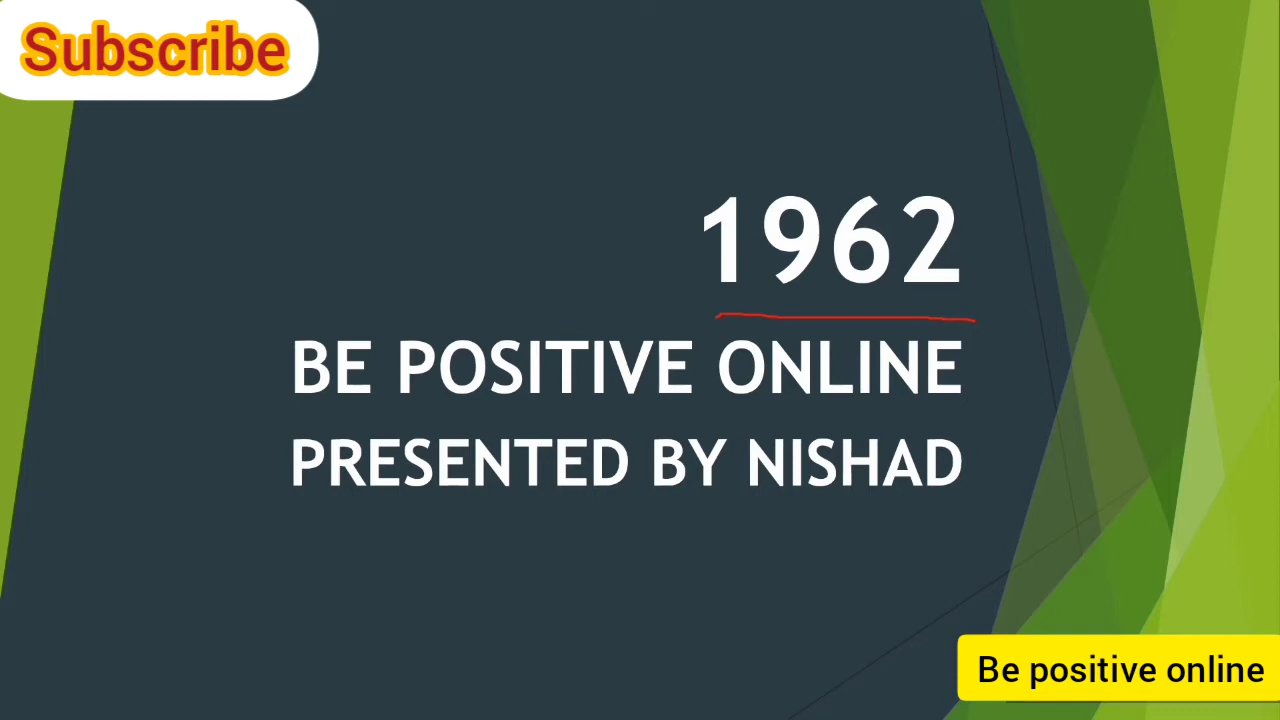 Subscribe
1962
BE POSITIVE ONLINE
PRESENTED BY NISHAD
Be positive online